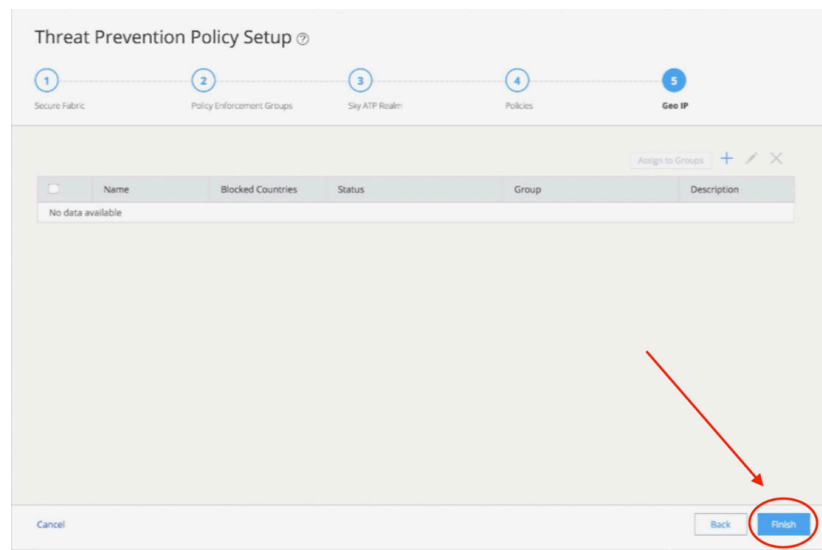 Threat Prevention Policy Setup ?
1 2 3 4 5
Secure Fabric Policy Enforcement Groups Sky ATP Realm Policies Geo IP
Assign to Groups
Name Blocked Countries Status Group Description
No data available
Cancel Back Finish